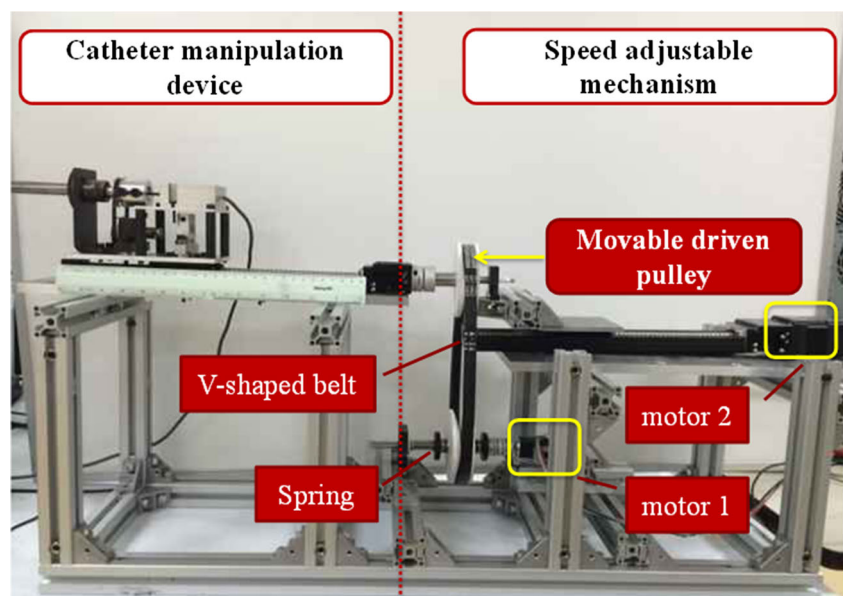 Catheter manipulation
device
Speed adjustable
mechanism
Movable driven
pulley
V-shaped belt
motor 2
Spring
motor 1